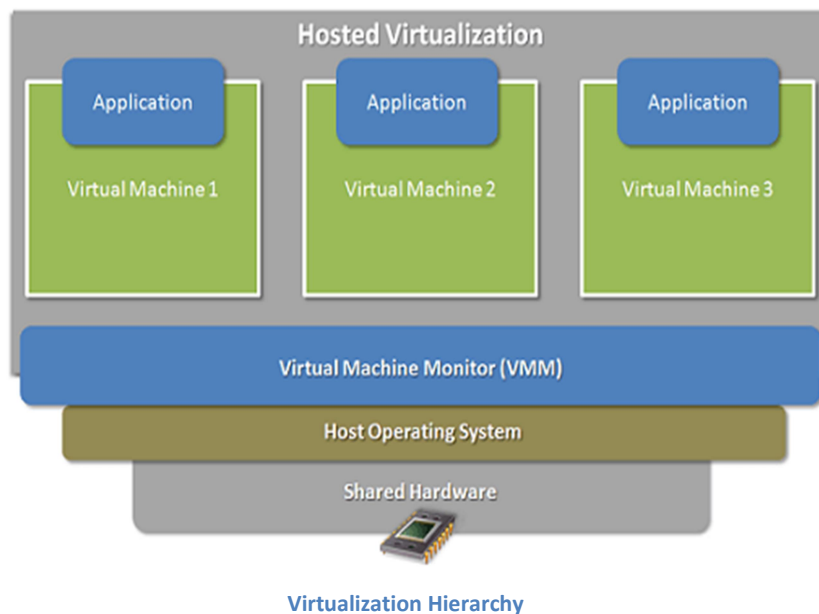 Hosted Virtualization
Application
Application
Application
Virtual Machine 1
Virtual Machine 2
Virtual Machine 3
Virtual Machine Monitor (VMM)
Host Operating System
Shared Hardware
Virtualization Hierarchy